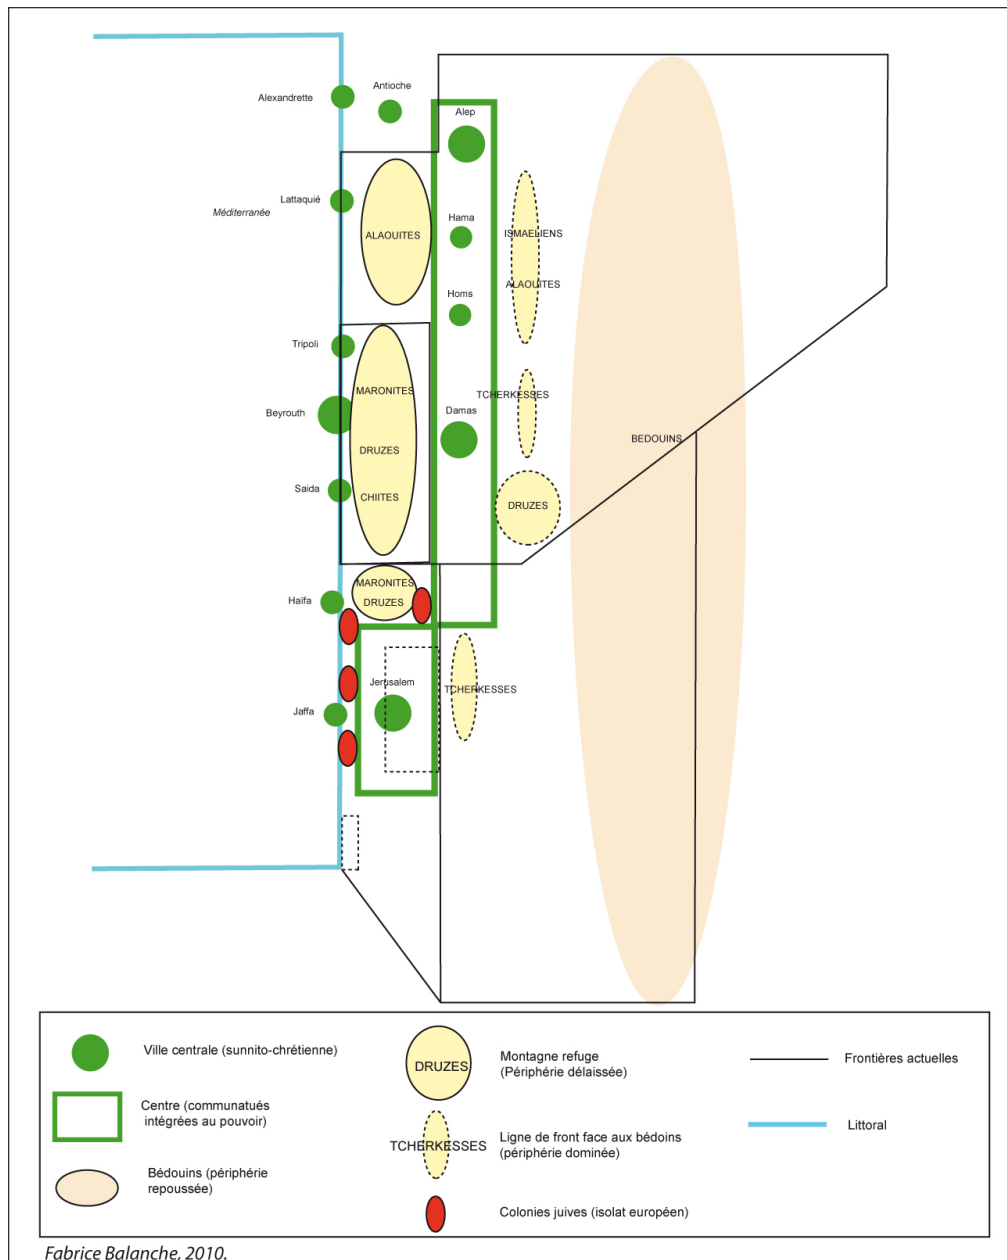 Antioche
Alexandrette
Alep
Lattaquié
Méditerranée
Hama
ALAOUITES
ISMAELIENS
ALAOUITES
Homs
Tripoli
MARONITES
TCHERKESSES
Beyrouth
Damas
BEDOUINS
DRUZES
Saida
CHIITES
DRUZES
MARONITES
Haïfa
DRUZES
Jerusalem
TCHERKESSES
Jaffa
Ville centrale (sunnito-chrétienne)
Centre (communatués
intégrées au pouvoir)
Bédouins (périphérie
repoussée)
DRUZES
Montagne refuge
(Périphérie délaissée)
TCHERKESSES
Ligne de front face aux bédoins
(périphérie dominée)
Colonies juives (isolat européen)
Frontières actuelles
Littoral
Fabrice Balanche, 2010.